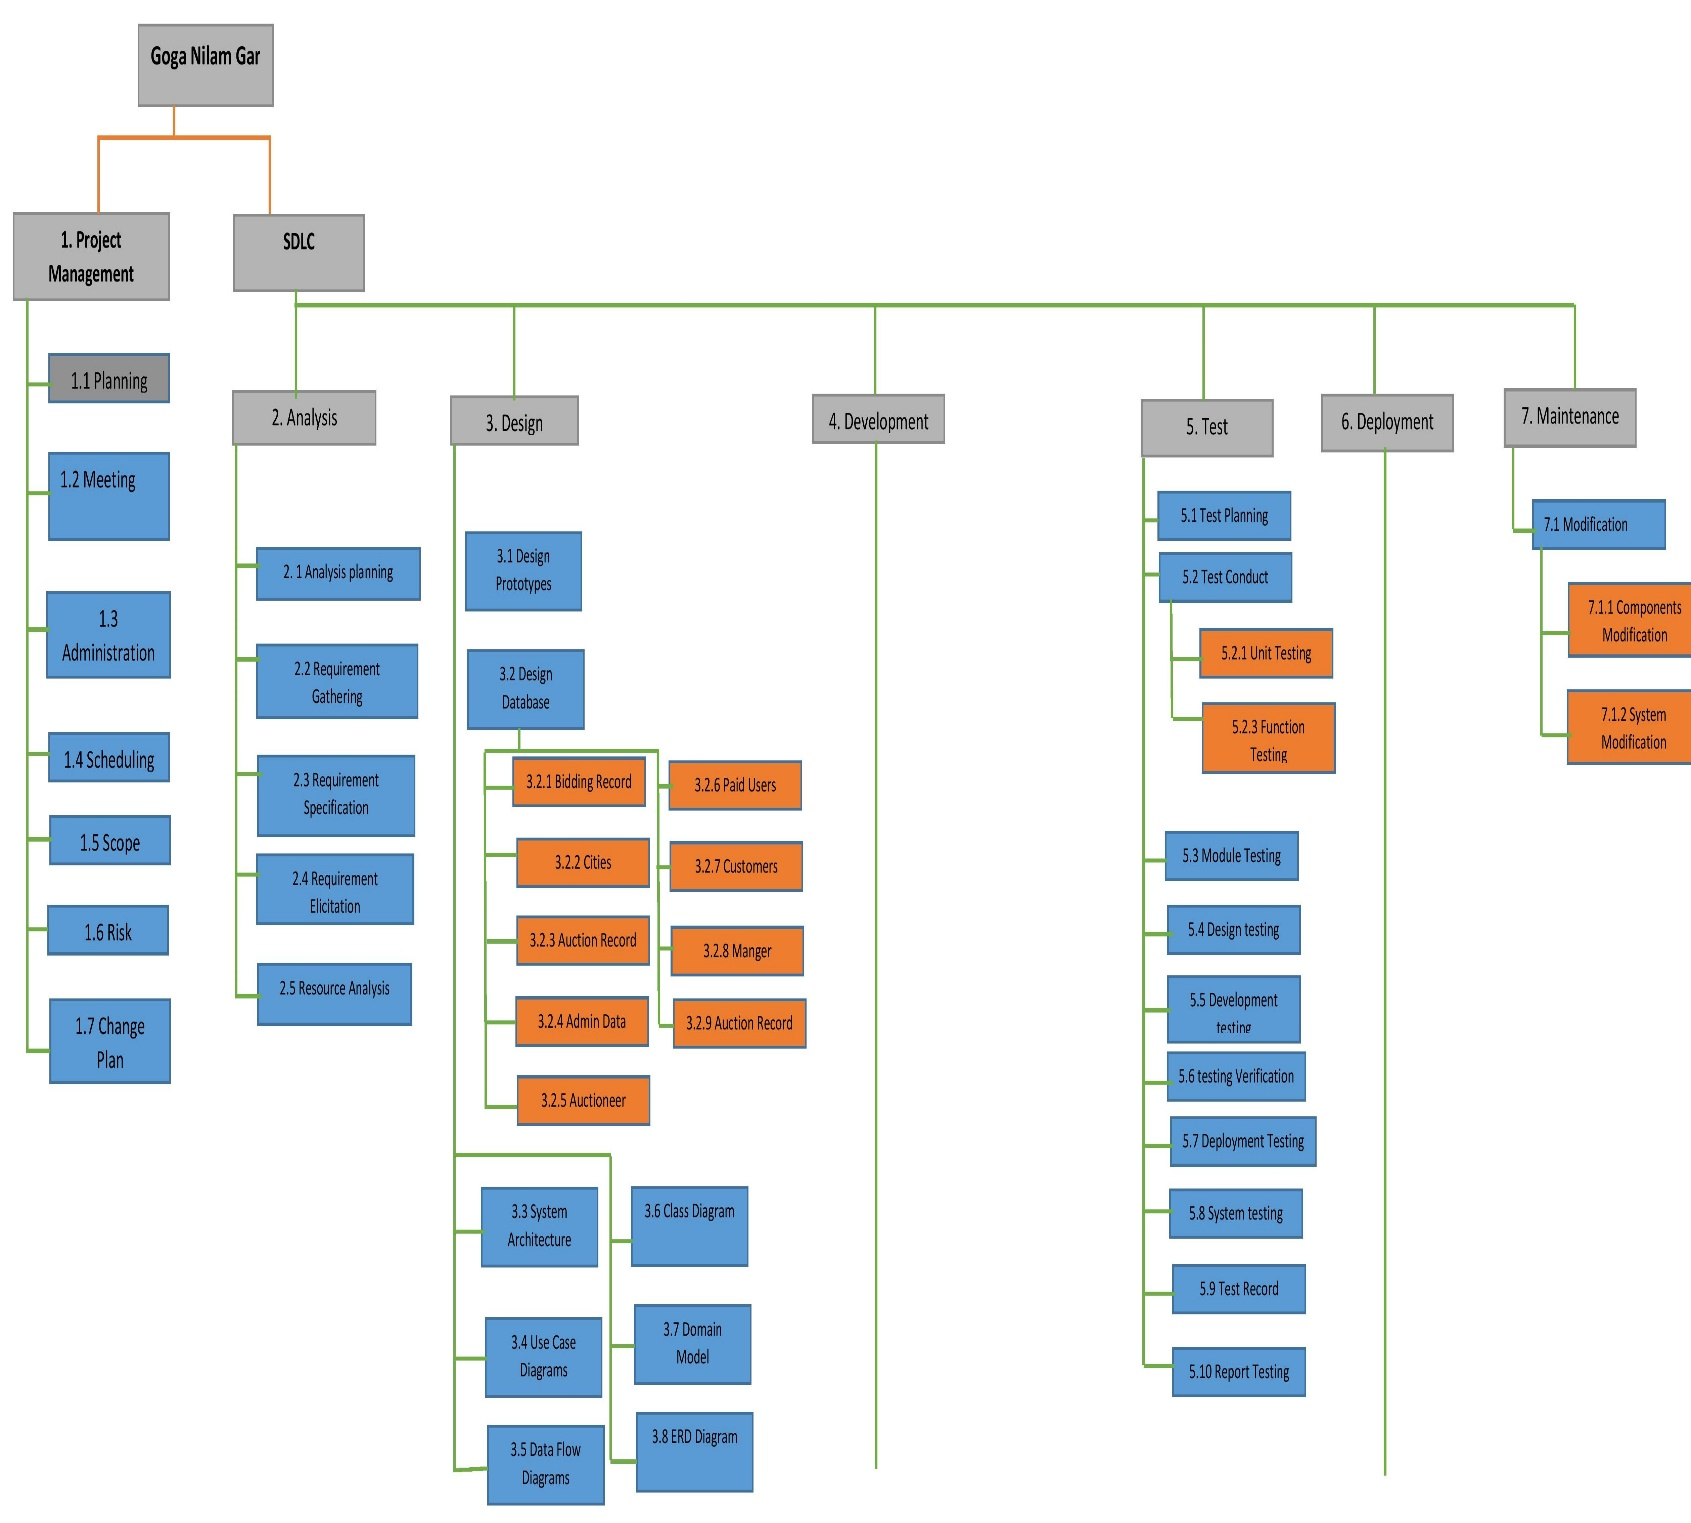 Goga Nilam Gar
1. Project
Management
SDLC
1.1 Planning
1.2 Meeting
1.3
Administration
1.4 Scheduling
1.5 Scope
1.6 Risk
1.7 Change
Plan
2. Analysis
2. 1 Analysis planning
2.2 Requirement
Gathering
2.3 Requirement
Specification
2.4 Requirement
Elicitation
2.5 Resource Analysis
3. Design
3.1 Design
Prototypes
3.2 Design
Database
3.2.1 Bidding Record
3.2.2 Cities
3.2.3 Auction Record
3.2.4 Admin Data
3.2.5 Auctioneer
3.2.6 Paid Users
3.2.7 Customers
3.2.8 Manger
3.2.9 Auction Record
3.3 System
Architecture
3.4 Use Case
Diagrams
3.5 Data Flow
Diagrams
3.6 Class Diagram
3.7 Domain
Model
3.8 ERD Diagram
4. Development
5. Test
5.1 Test Planning
5.2 Test Conduct
5.2.1 Unit Testing
5.2.3 Function
Testing
5.3 Module Testing
5.4 Design testing
5.5 Development
testing
5.6 testing Verification
5.7 Deployment Testing
5.8 System testing
5.9 Test Record
5.10 Report Testing
6. Deployment
7. Maintenance
7.1 Modification
7.1.1 Components
Modification
7.1.2 System
Modification